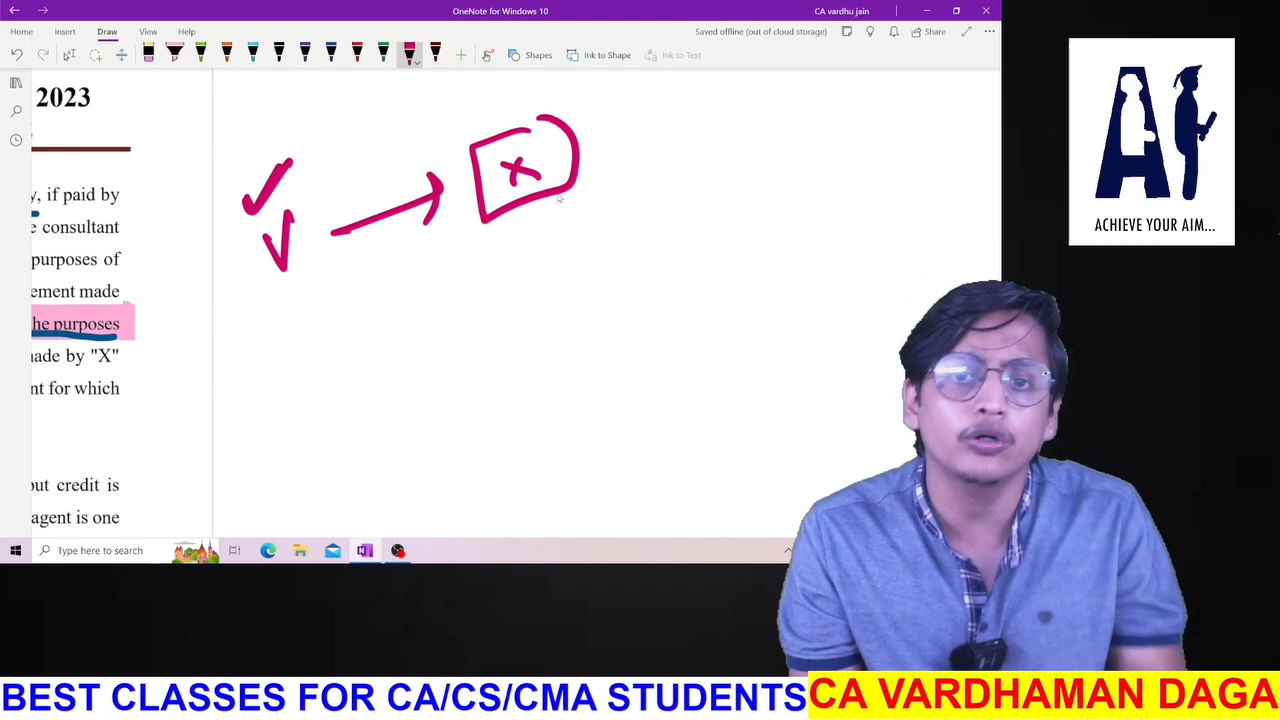 OneNote for Windows 10
CA vardhu jain
Home Insert Draw View Help
Saved offline (out of cloud storage)
Share
Shapes
Ink to Shape
Ink to Text
2023
y, if paid by
e consultant
purposes of
ement made
he purposes
ade by "X"
nt for which
out credit is
agent is one
X
Type here to search
ACHIEVE YOUR AIM...
BEST CLASSES FOR CA/CS/CMA STUDENTS
CA VARDHAMAN DAGA